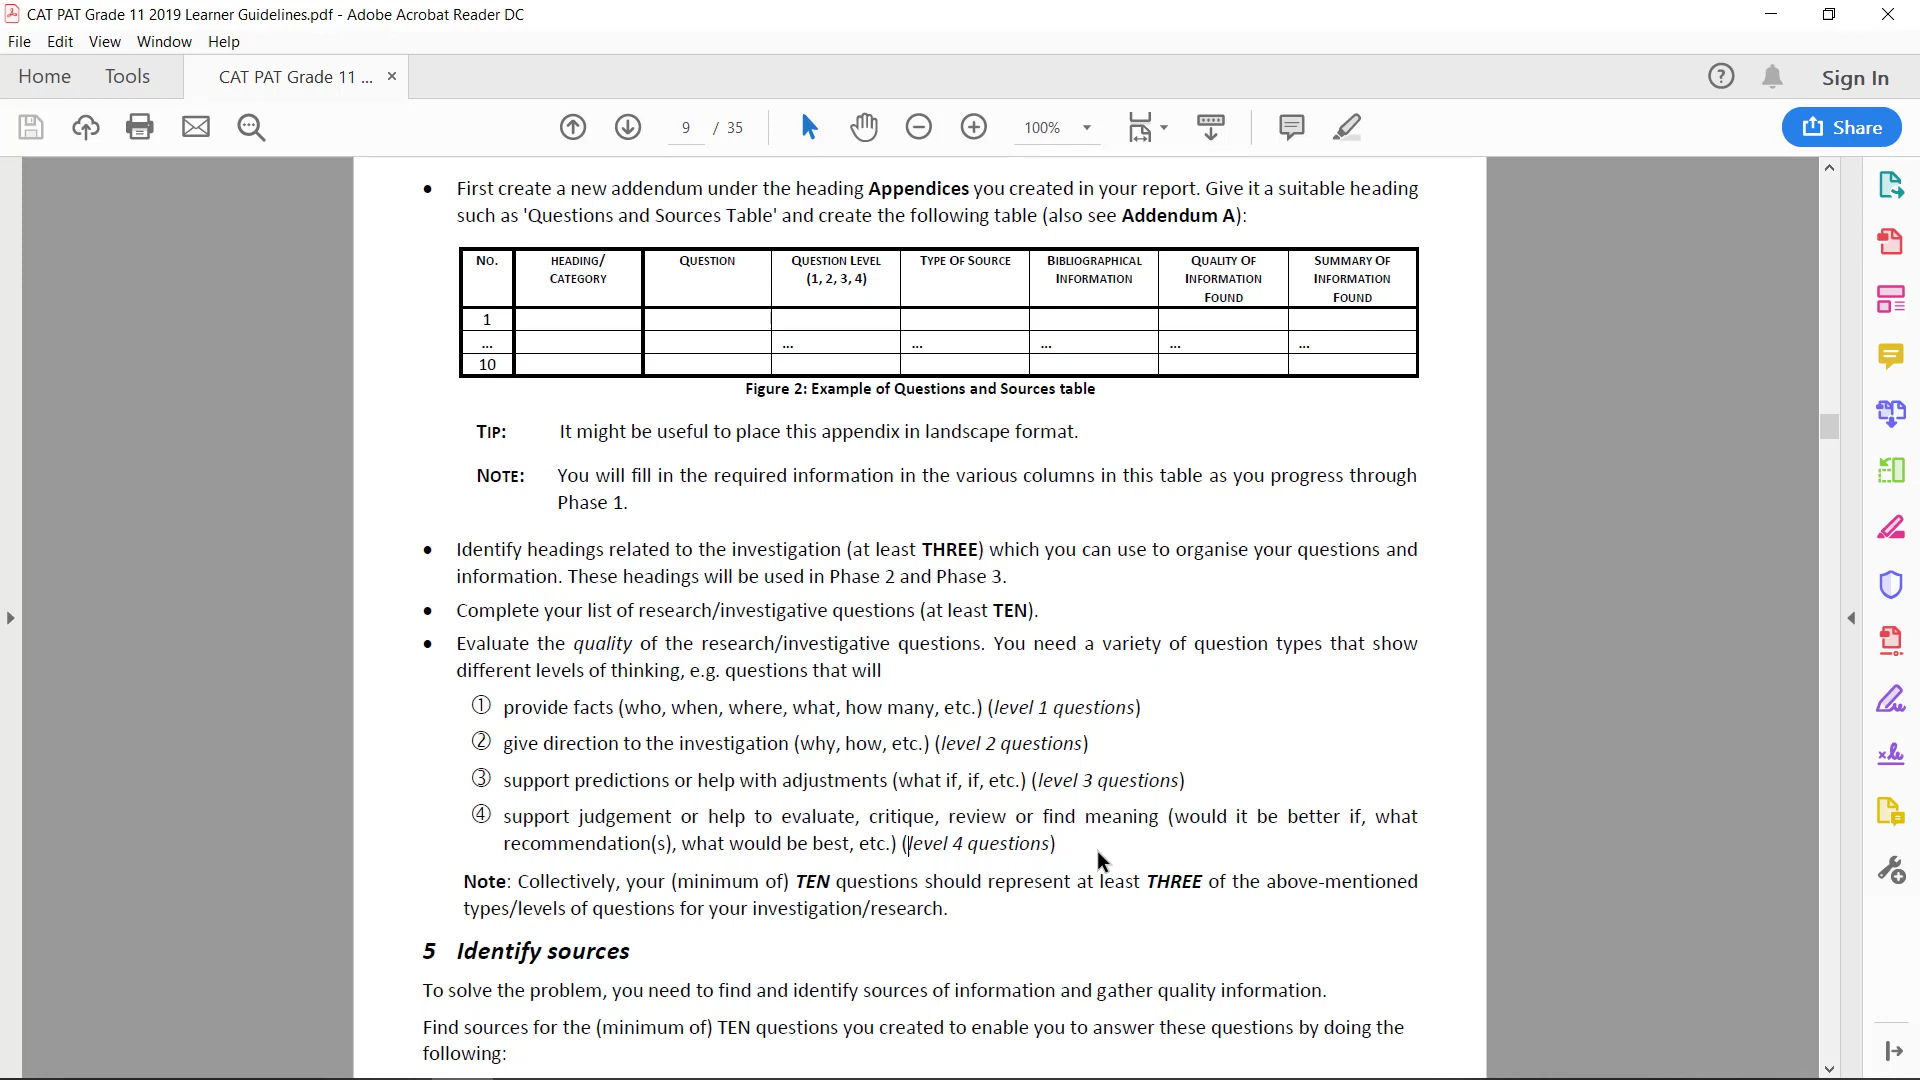 CAT PAT Grade 11 2019 Learner Guidelines.pdf - Adobe Acrobat Reader DC
File Edit View Window Help
Home Tools CAT PAT Grade 11 ... × Sign In
9 / 35 100% Share
• First create a new addendum under the heading Appendices you created in your report. Give it a suitable heading
such as 'Questions and Sources Table' and create the following table (also see Addendum A):
NO. HEADING/ QUESTION QUESTION LEVEL TYPE OF SOURCE BIBLIOGRAPHICAL QUALITY OF SUMMARY OF
CATEGORY (1, 2, 3, 4) INFORMATION INFORMATION INFORMATION
FOUND FOUND
1
... ... ... ... ... ...
10
Figure 2: Example of Questions and Sources table
TIP: It might be useful to place this appendix in landscape format.
NOTE: You will fill in the required information in the various columns in this table as you progress through
Phase 1.
• Identify headings related to the investigation (at least THREE) which you can use to organise your questions and
information. These headings will be used in Phase 2 and Phase 3.
• Complete your list of research/investigative questions (at least TEN).
• Evaluate the quality of the research/investigative questions. You need a variety of question types that show
different levels of thinking, e.g. questions that will
① provide facts (who, when, where, what, how many, etc.) (level 1 questions)
② give direction to the investigation (why, how, etc.) (level 2 questions)
③ support predictions or help with adjustments (what if, if, etc.) (level 3 questions)
④ support judgement or help to evaluate, critique, review or find meaning (would it be better if, what
recommendation(s), what would be best, etc.) (level 4 questions)
Note: Collectively, your (minimum of) TEN questions should represent at least THREE of the above-mentioned
types/levels of questions for your investigation/research.
5 Identify sources
To solve the problem, you need to find and identify sources of information and gather quality information.
Find sources for the (minimum of) TEN questions you created to enable you to answer these questions by doing the
following: